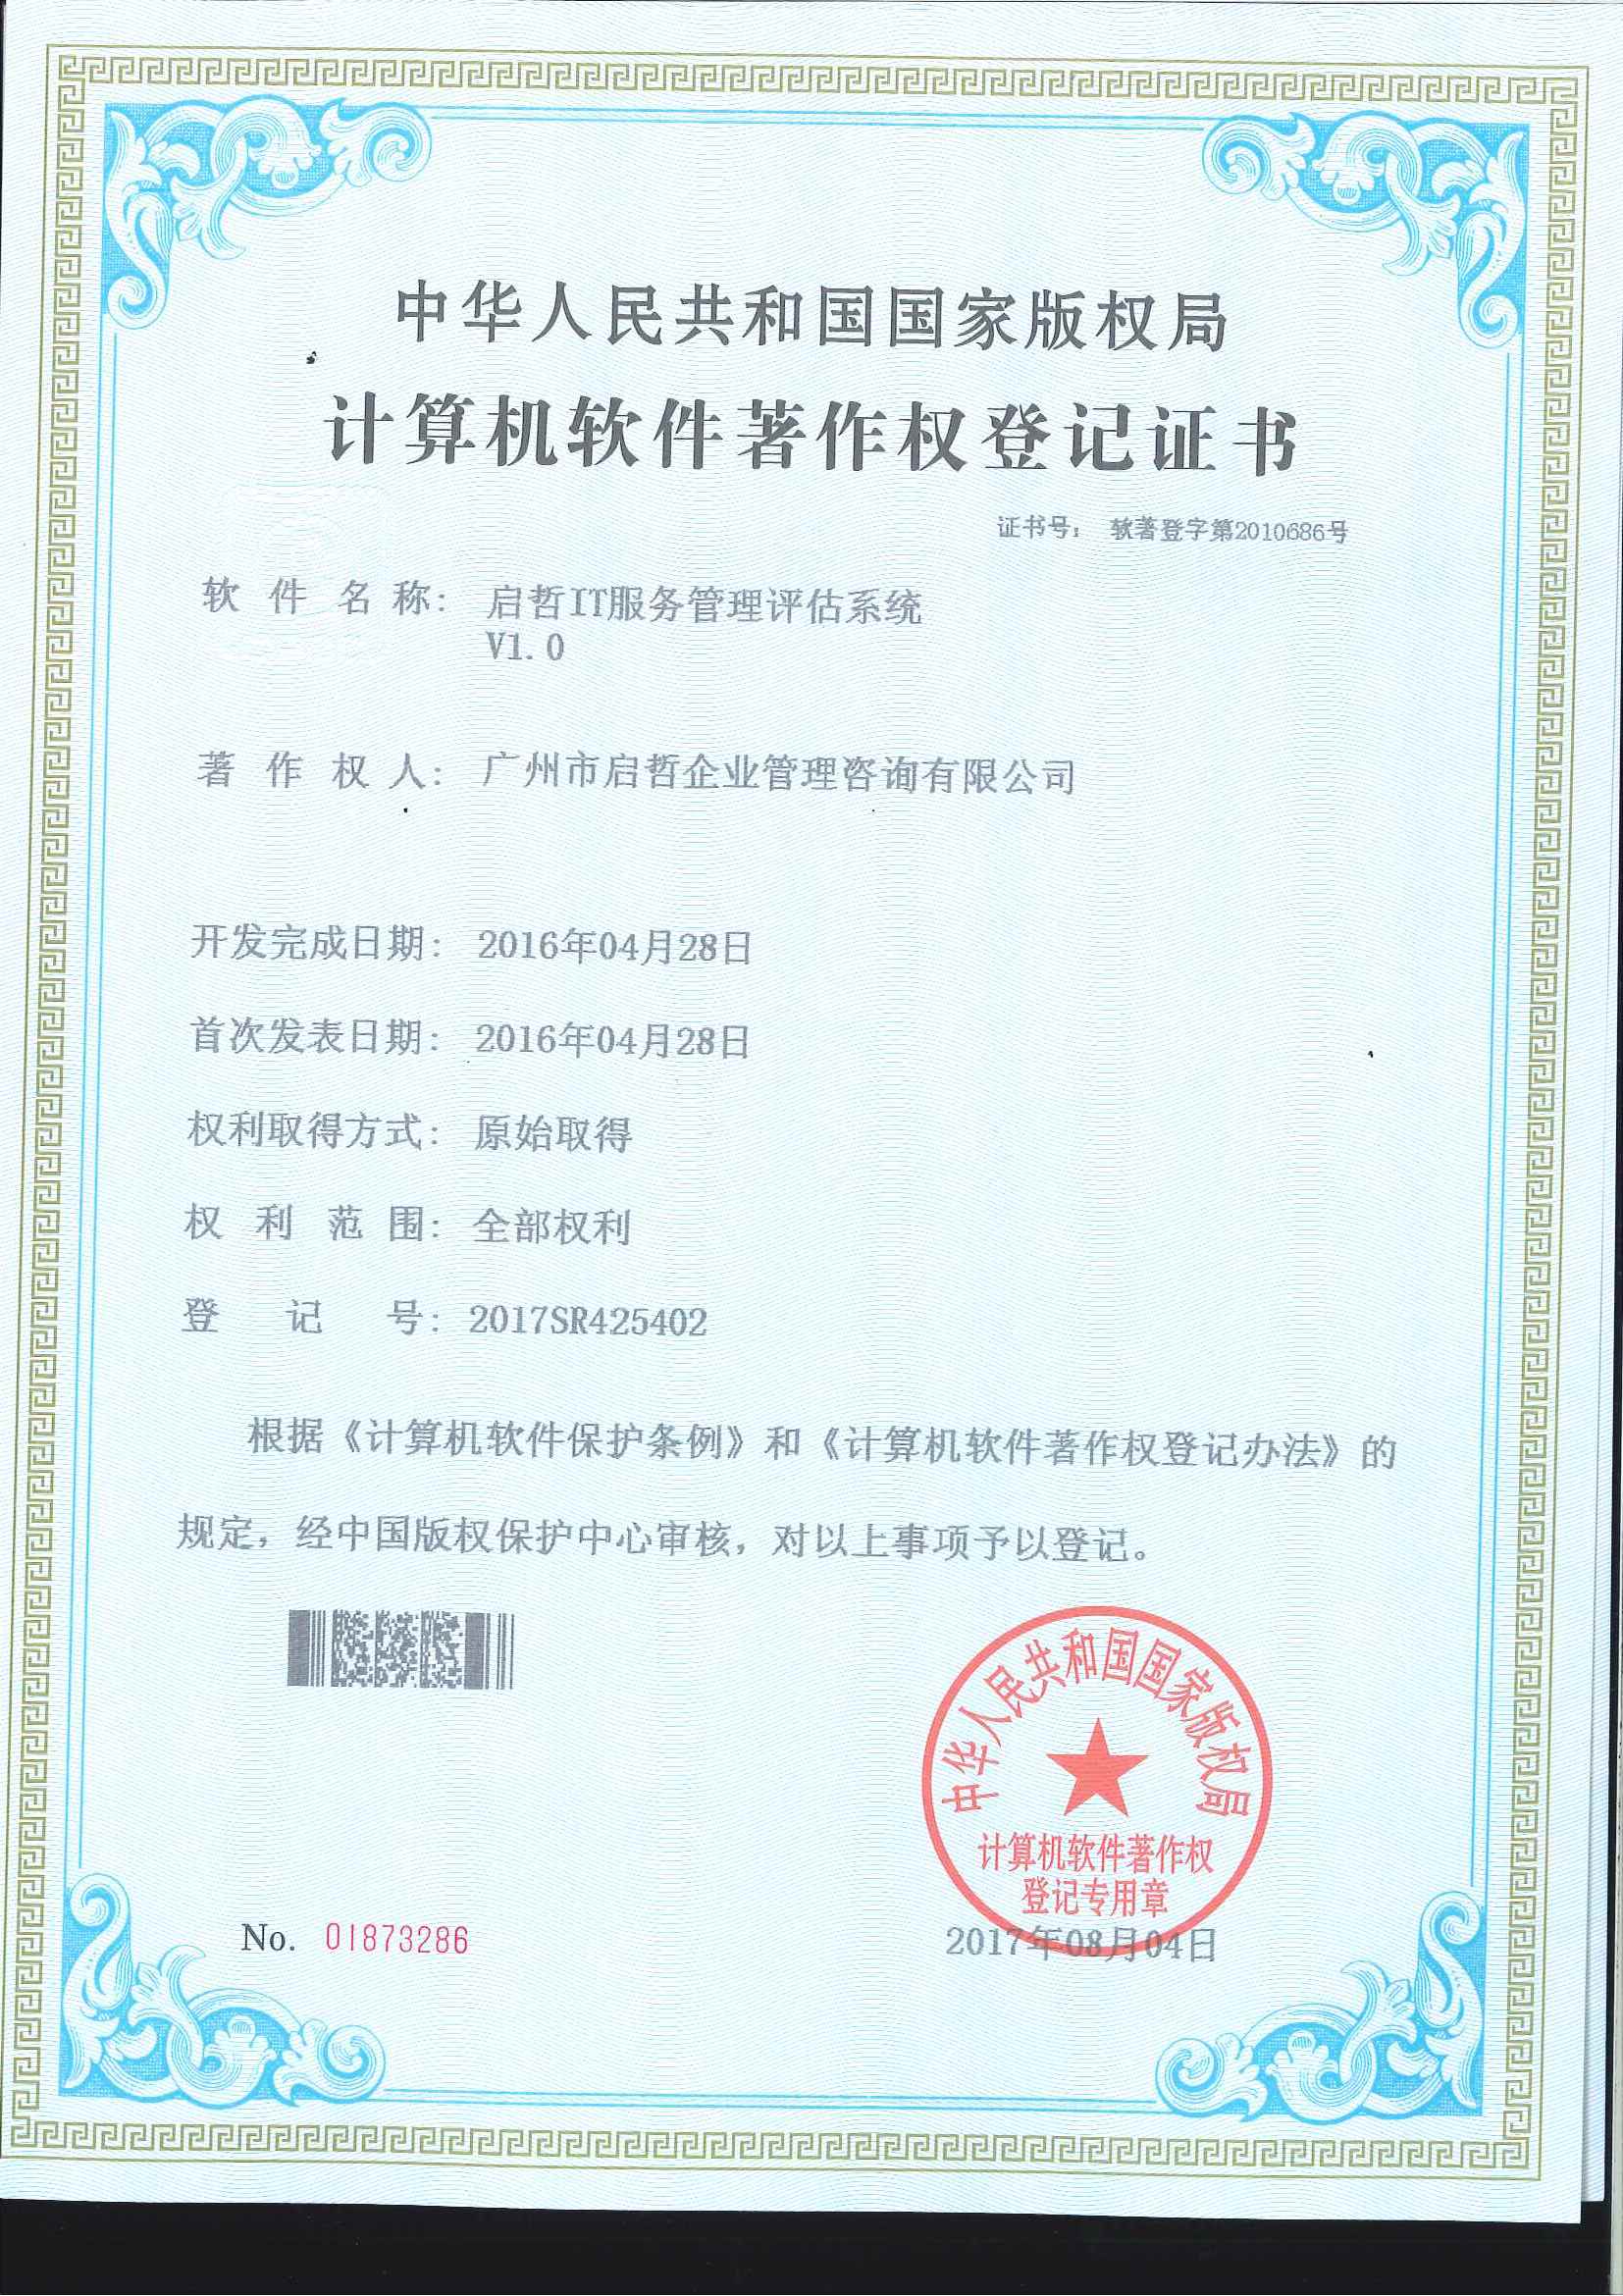 中华人民共和国国家版权局
计算机软件著作权登记证书
证书号： 软著登字第2010686号
软件名称： 启哲IT服务管理评估系统
V1.0
著作权人： 广州市启哲企业管理咨询有限公司
开发完成日期： 2016年04月28日
首次发表日期： 2016年04月28日
权利取得方式： 原始取得
权利范围： 全部权利
登记号： 2017SR425402
根据《计算机软件保护条例》和《计算机软件著作权登记办法》的
规定，经中国版权保护中心审核，对以上事项予以登记。
中华人民共和国国家版权局
计算机软件著作权
登记专用章
No. 01873286
2017年08月04日